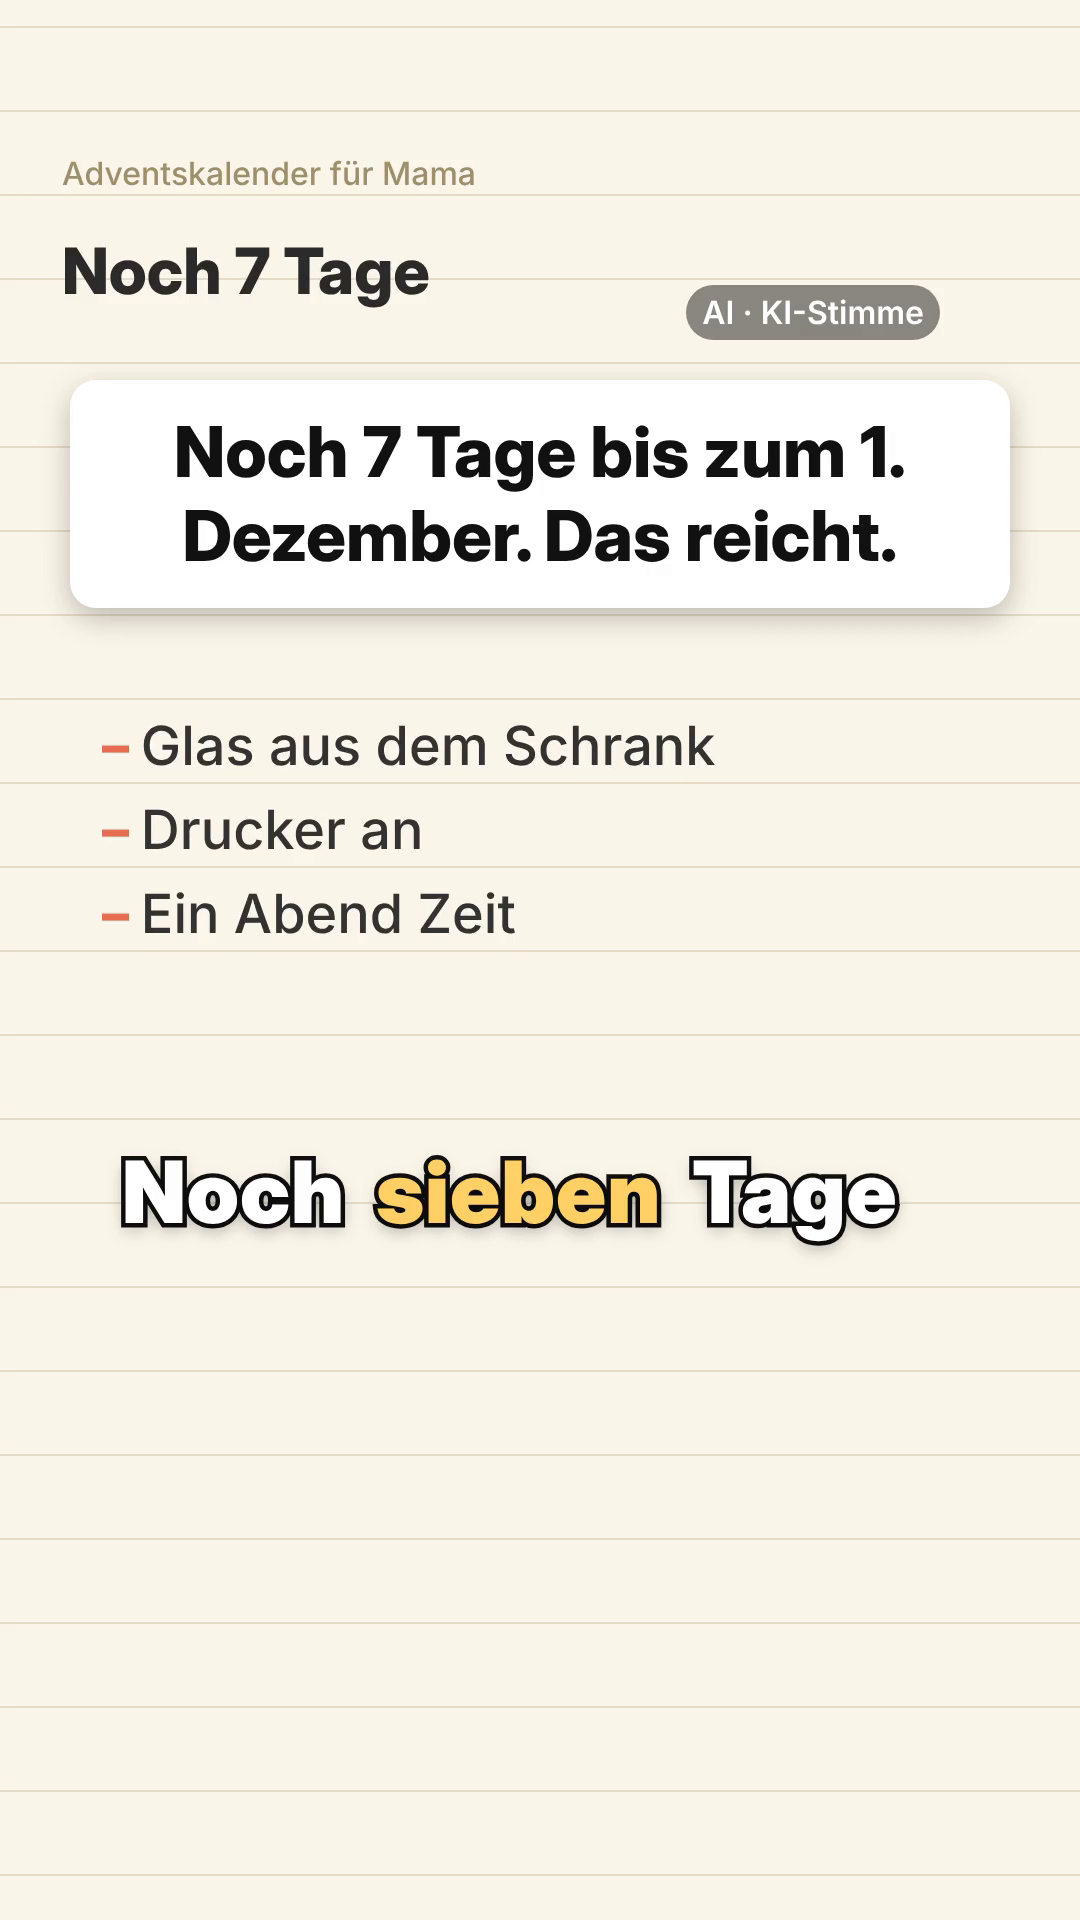 Adventskalender für Mama
Noch 7 Tage
AI · KI-Stimme
Noch 7 Tage bis zum 1.
Dezember. Das reicht.
– Glas aus dem Schrank
– Drucker an
– Ein Abend Zeit
Noch sieben Tage